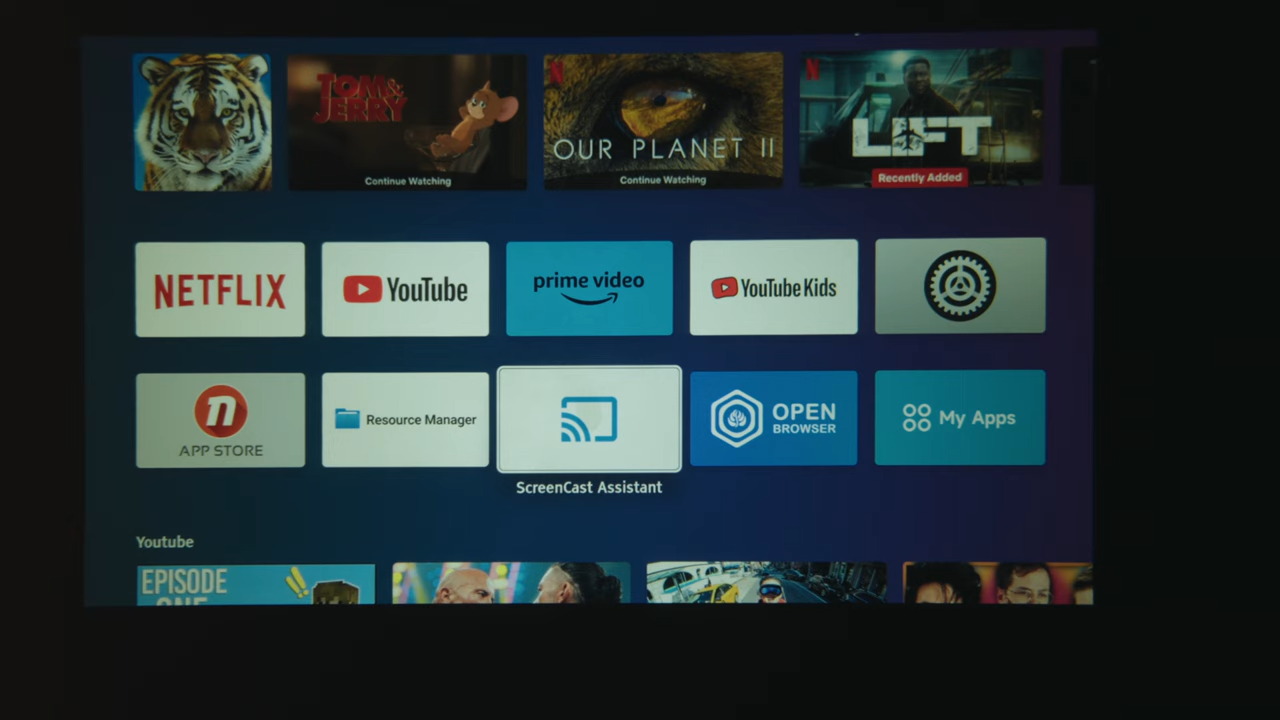 TOM &
JERRY
Continue Watching
N
OUR PLANET II
Continue Watching
N
LIFT
Recently Added
NETFLIX
YouTube
prime video
YouTube Kids
n
APP STORE
Resource Manager
ScreenCast Assistant
OPEN
BROWSER
My Apps
Youtube
EPISODE
ONE